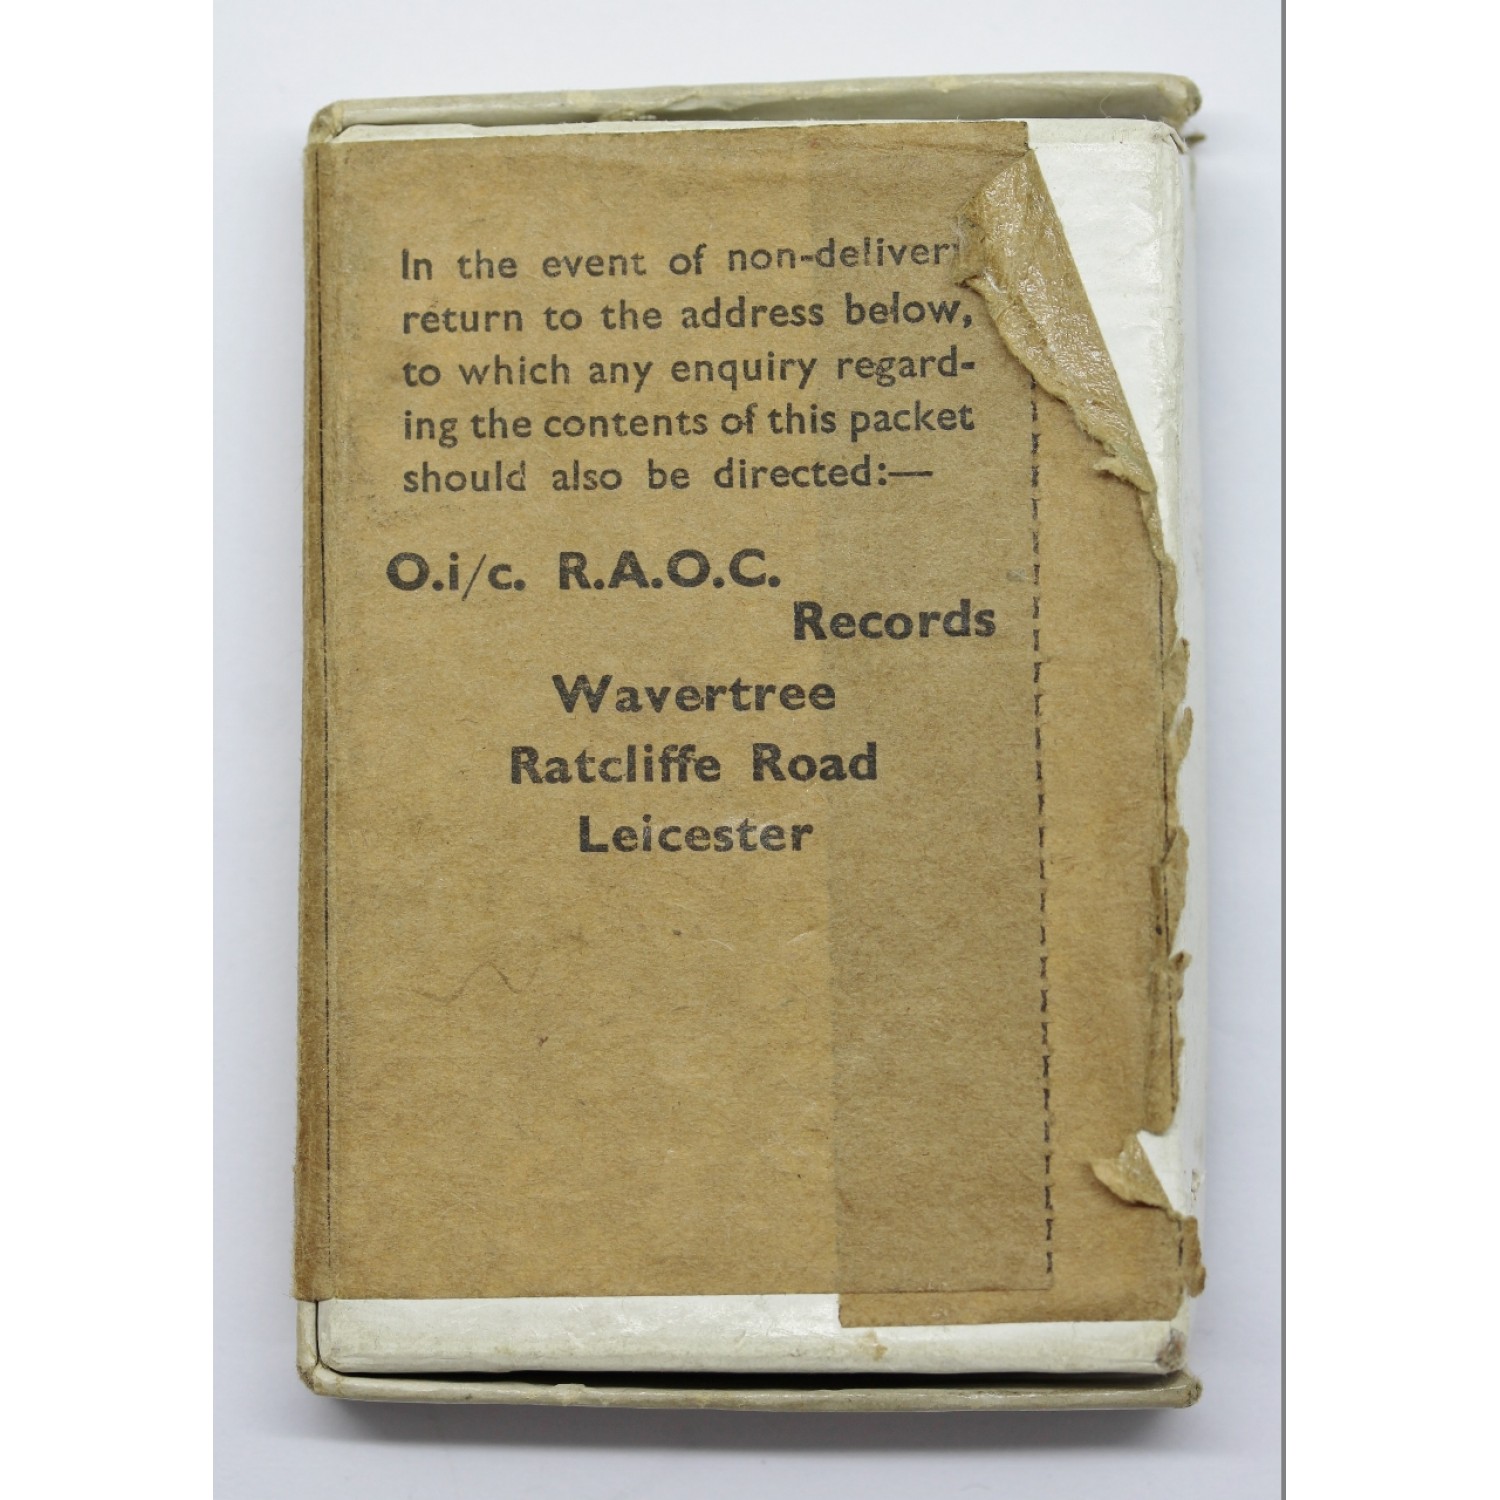 In the event of non-delivery
return to the address below,
to which any enquiry regard-
ing the contents of this packet
should also be directed:—
O.i/c. R.A.O.C.
Records
Wavertree
Ratcliffe Road
Leicester